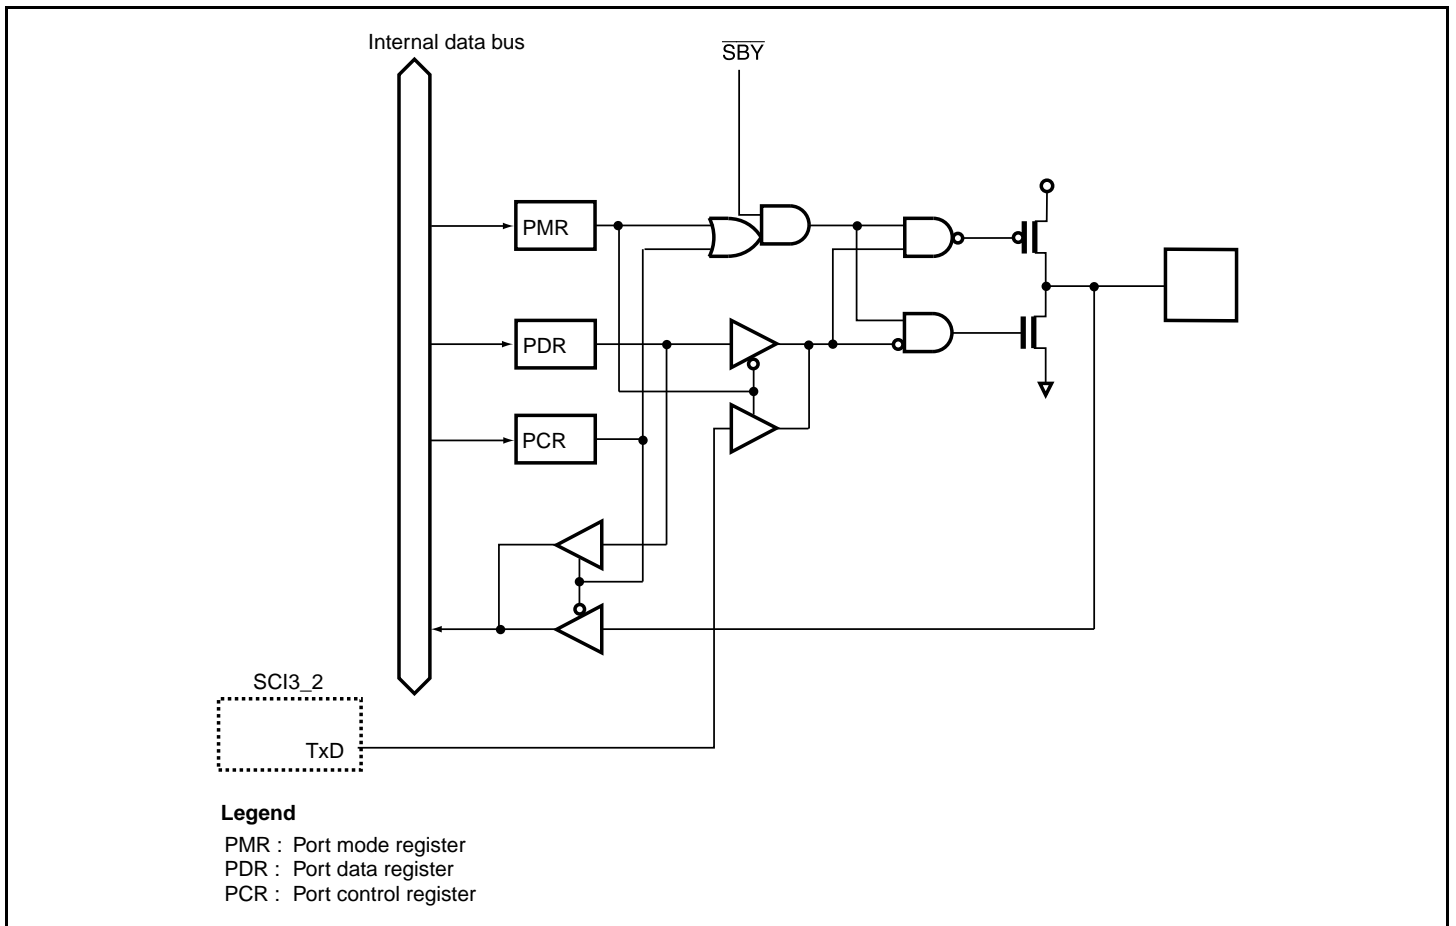 Internal data bus
SBY
PMR
PDR
PCR
SCI3_2
TxD
Legend
PMR : Port mode register
PDR : Port data register
PCR : Port control register